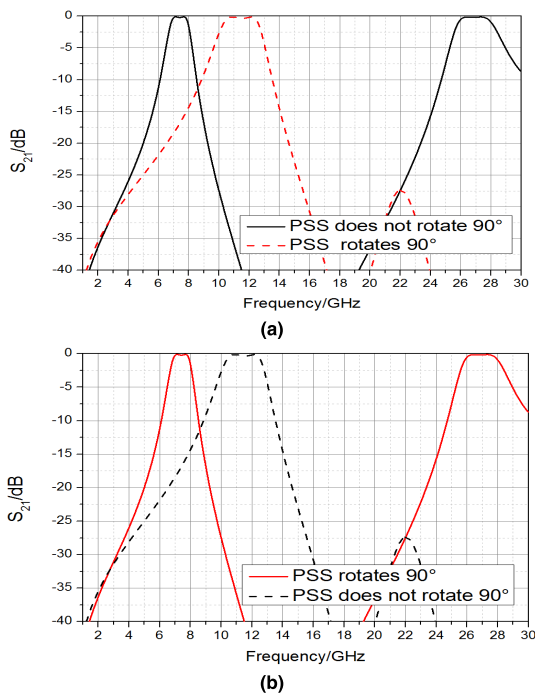 0
-5
-10
-15
-20
-25
-30
-35
-40
S21/dB
PSS does not rotate 90°
PSS rotates 90°
2 4 6 8 10 12 14 16 18 20 22 24 26 28 30
Frequency/GHz
(a)
0
-5
-10
-15
-20
-25
-30
-35
-40
S21/dB
PSS rotates 90°
PSS does not rotate 90°
2 4 6 8 10 12 14 16 18 20 22 24 26 28 30
Frequency/GHz
(b)